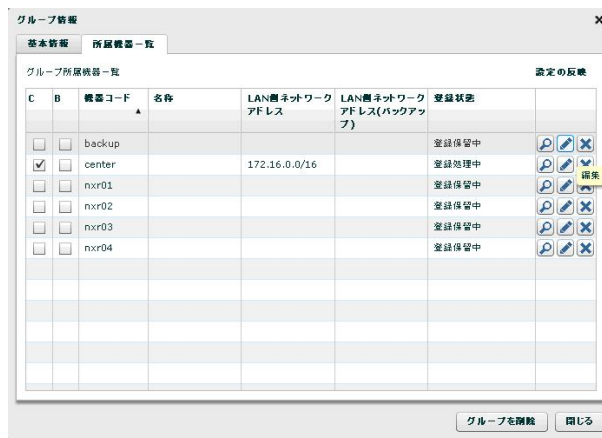 グループ情報
×
基本情報 所属機器一覧
グループ所属機器一覧 設定の反映
C B 機器コード 名称 LAN側ネットワーク LAN側ネットワーク 登録状態
アドレス アドレス(バックアッ
プ)
backup 登録保留中
center 172.16.0.0/16 登録処理中
編集
nxr01 登録保留中
nxr02 登録保留中
nxr03 登録保留中
nxr04 登録保留中
グループを削除 閉じる